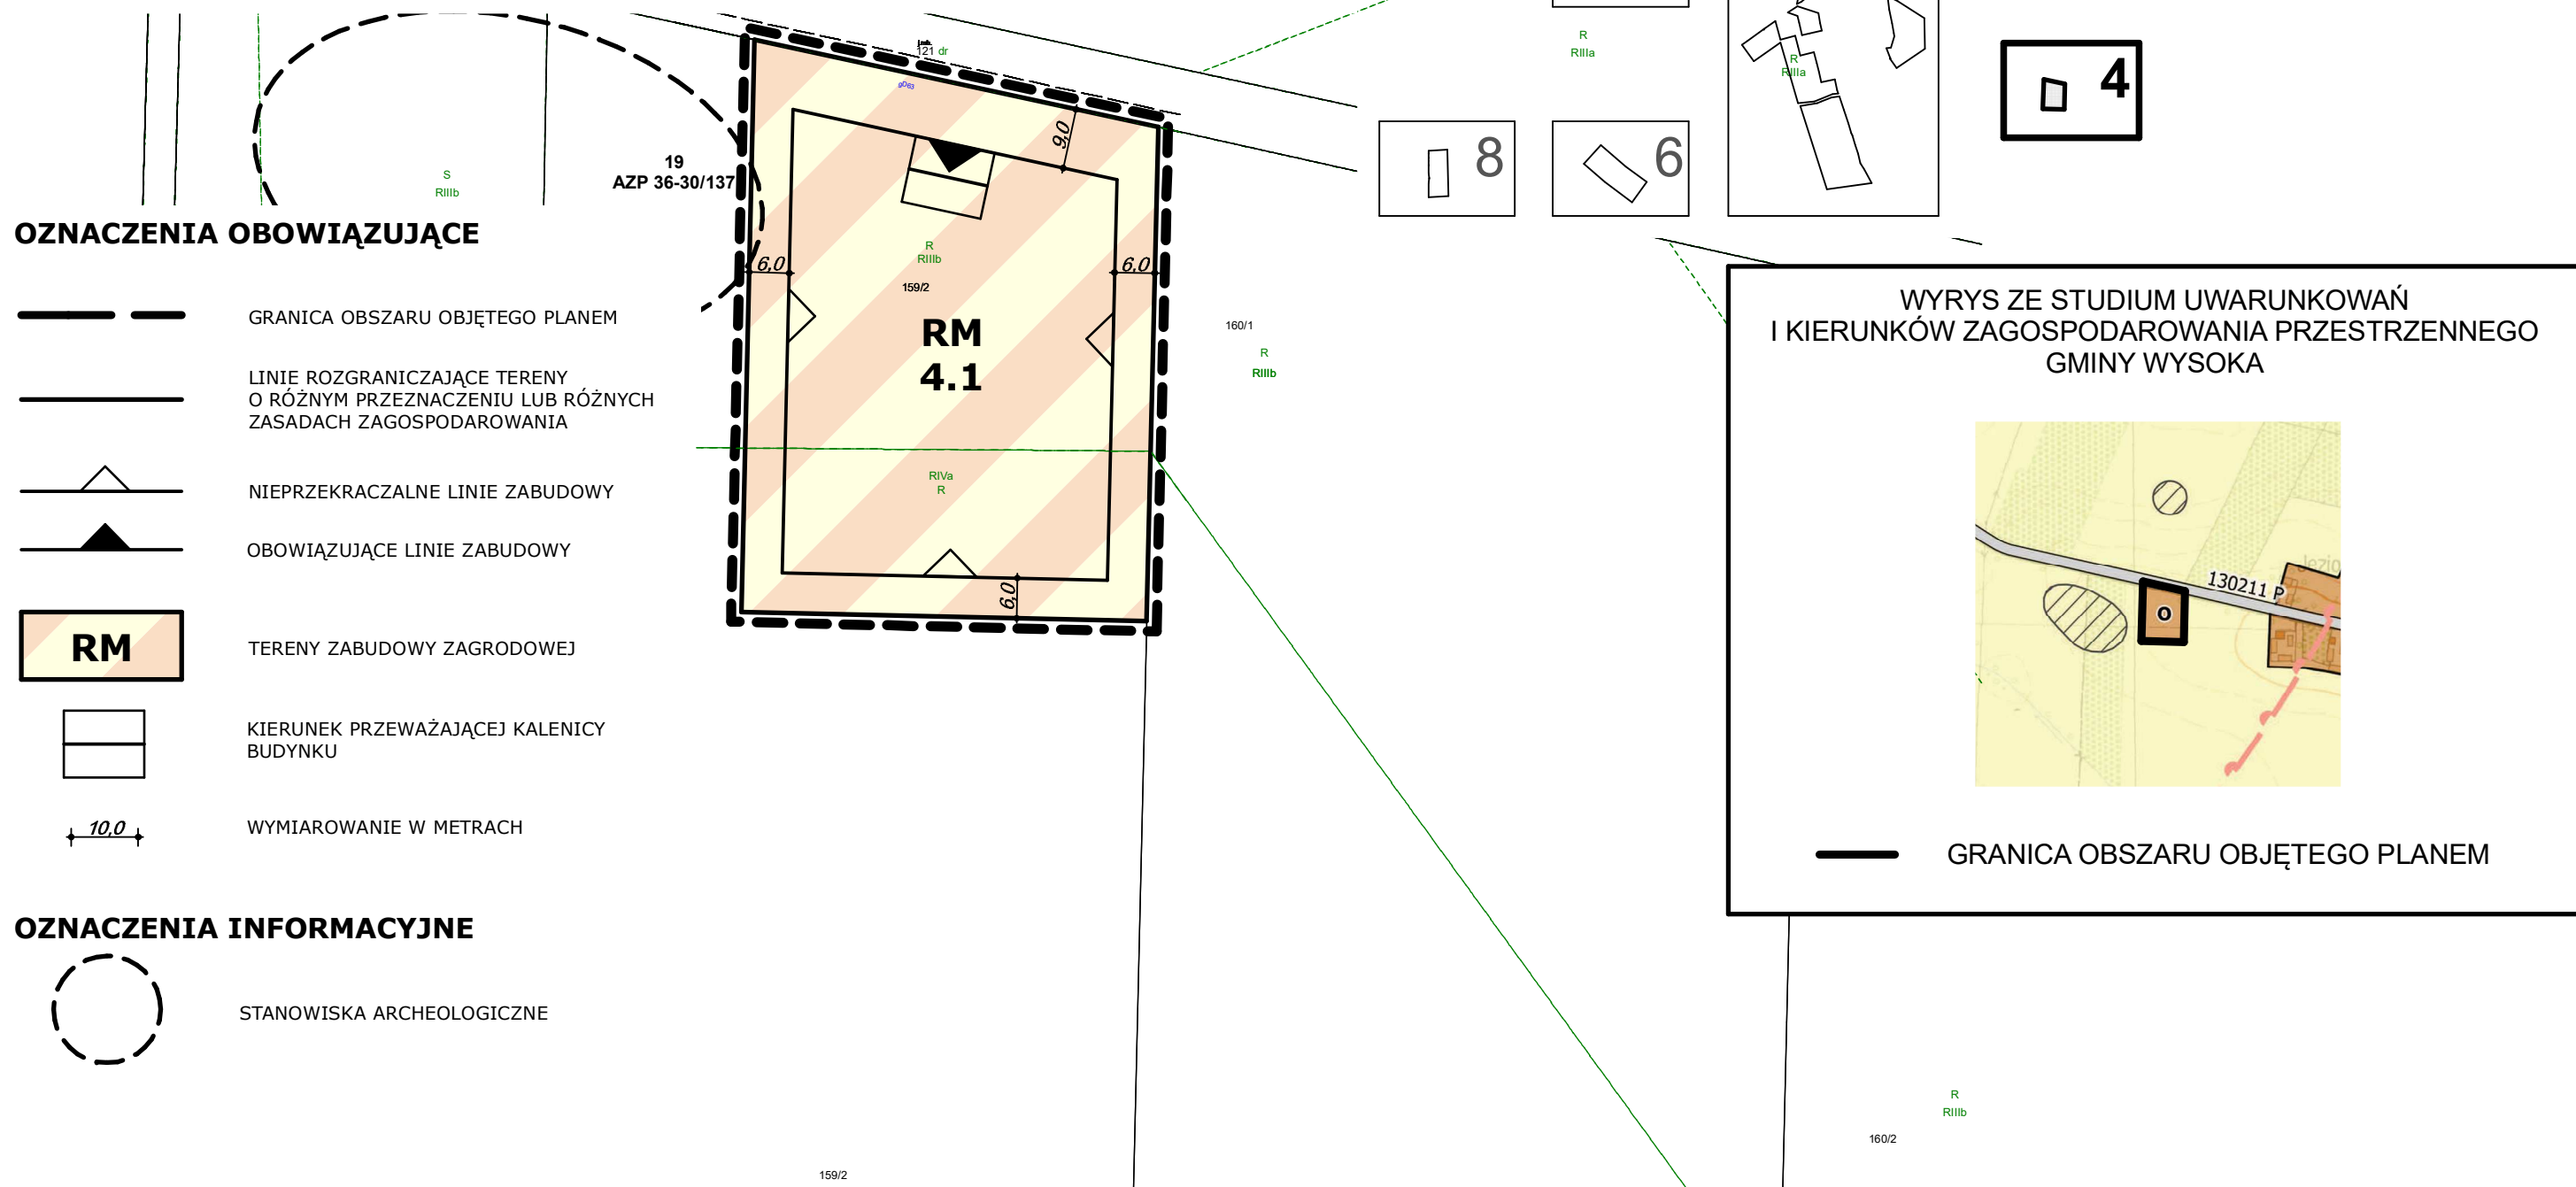 OZNACZENIA OBOWIĄZUJĄCE
GRANICA OBSZARU OBJĘTEGO PLANEM
LINIE ROZGRANICZAJĄCE TERENY
O RÓŻNYM PRZEZNACZENIU LUB RÓŻNYCH
ZASADACH ZAGOSPODAROWANIA
NIEPRZEKRACZALNE LINIE ZABUDOWY
OBOWIĄZUJĄCE LINIE ZABUDOWY
RM
TERENY ZABUDOWY ZAGRODOWEJ
KIERUNEK PRZEWAŻAJĄCEJ KALENICY
BUDYNKU
10,0
WYMIAROWANIE W METRACH
OZNACZENIA INFORMACYJNE
STANOWISKA ARCHEOLOGICZNE
S
RIIIb
19
AZP 36-30/137
121 dr
gD63
9,0
R
RIIIb
6,0
6,0
159/2
RM
4.1
RIVa
R
6,0
160/1
R
RIIIb
159/2
R
RIIIa
R
RIIIa
8
6
4
WYRYS ZE STUDIUM UWARUNKOWAŃ
I KIERUNKÓW ZAGOSPODAROWANIA PRZESTRZENNEGO
GMINY WYSOKA
130211 P
O
GRANICA OBSZARU OBJĘTEGO PLANEM
R
RIIIb
160/2